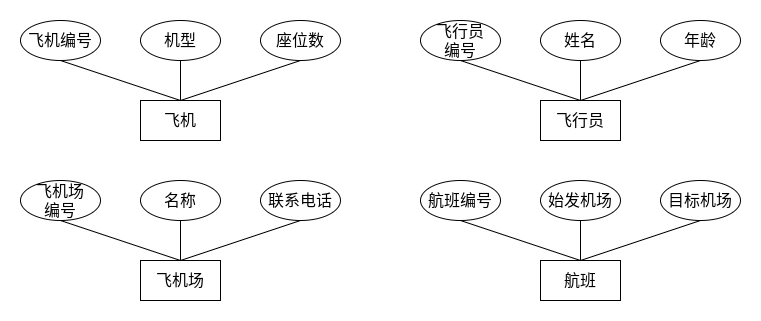 飞机编号
机型
座位数
飞机
飞行员
编号
姓名
年龄
飞行员
飞机场
编号
名称
联系电话
飞机场
航班编号
始发机场
目标机场
航班